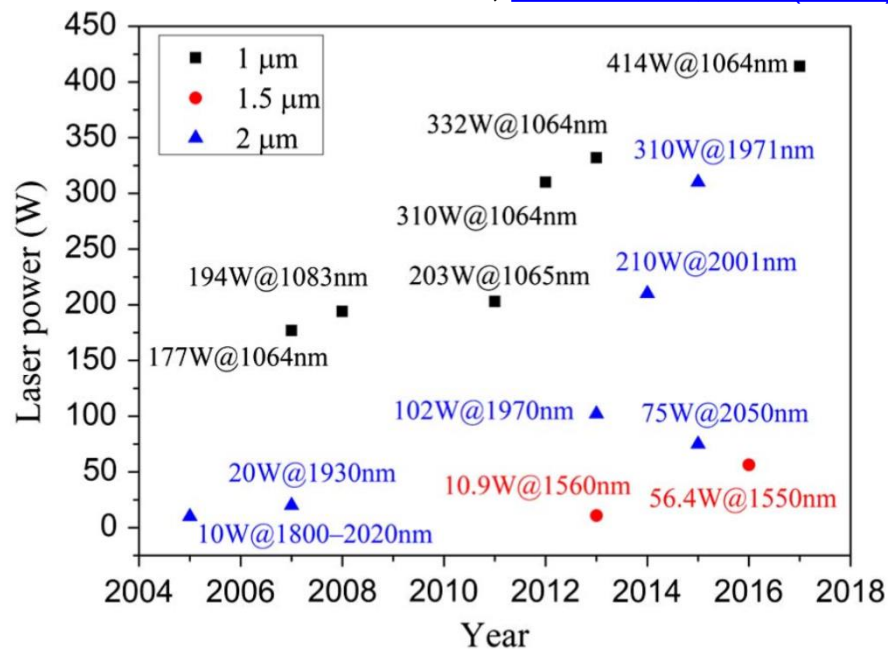 450
400
350
300
250
200
150
100
50
0
Laser power (W)
1 μm
1.5 μm
2 μm
414W@1064nm
332W@1064nm
310W@1971nm
310W@1064nm
210W@2001nm
194W@1083nm
203W@1065nm
177W@1064nm
102W@1970nm
75W@2050nm
20W@1930nm
10.9W@1560nm
56.4W@1550nm
10W@1800–2020nm
2004 2006 2008 2010 2012 2014 2016 2018
Year